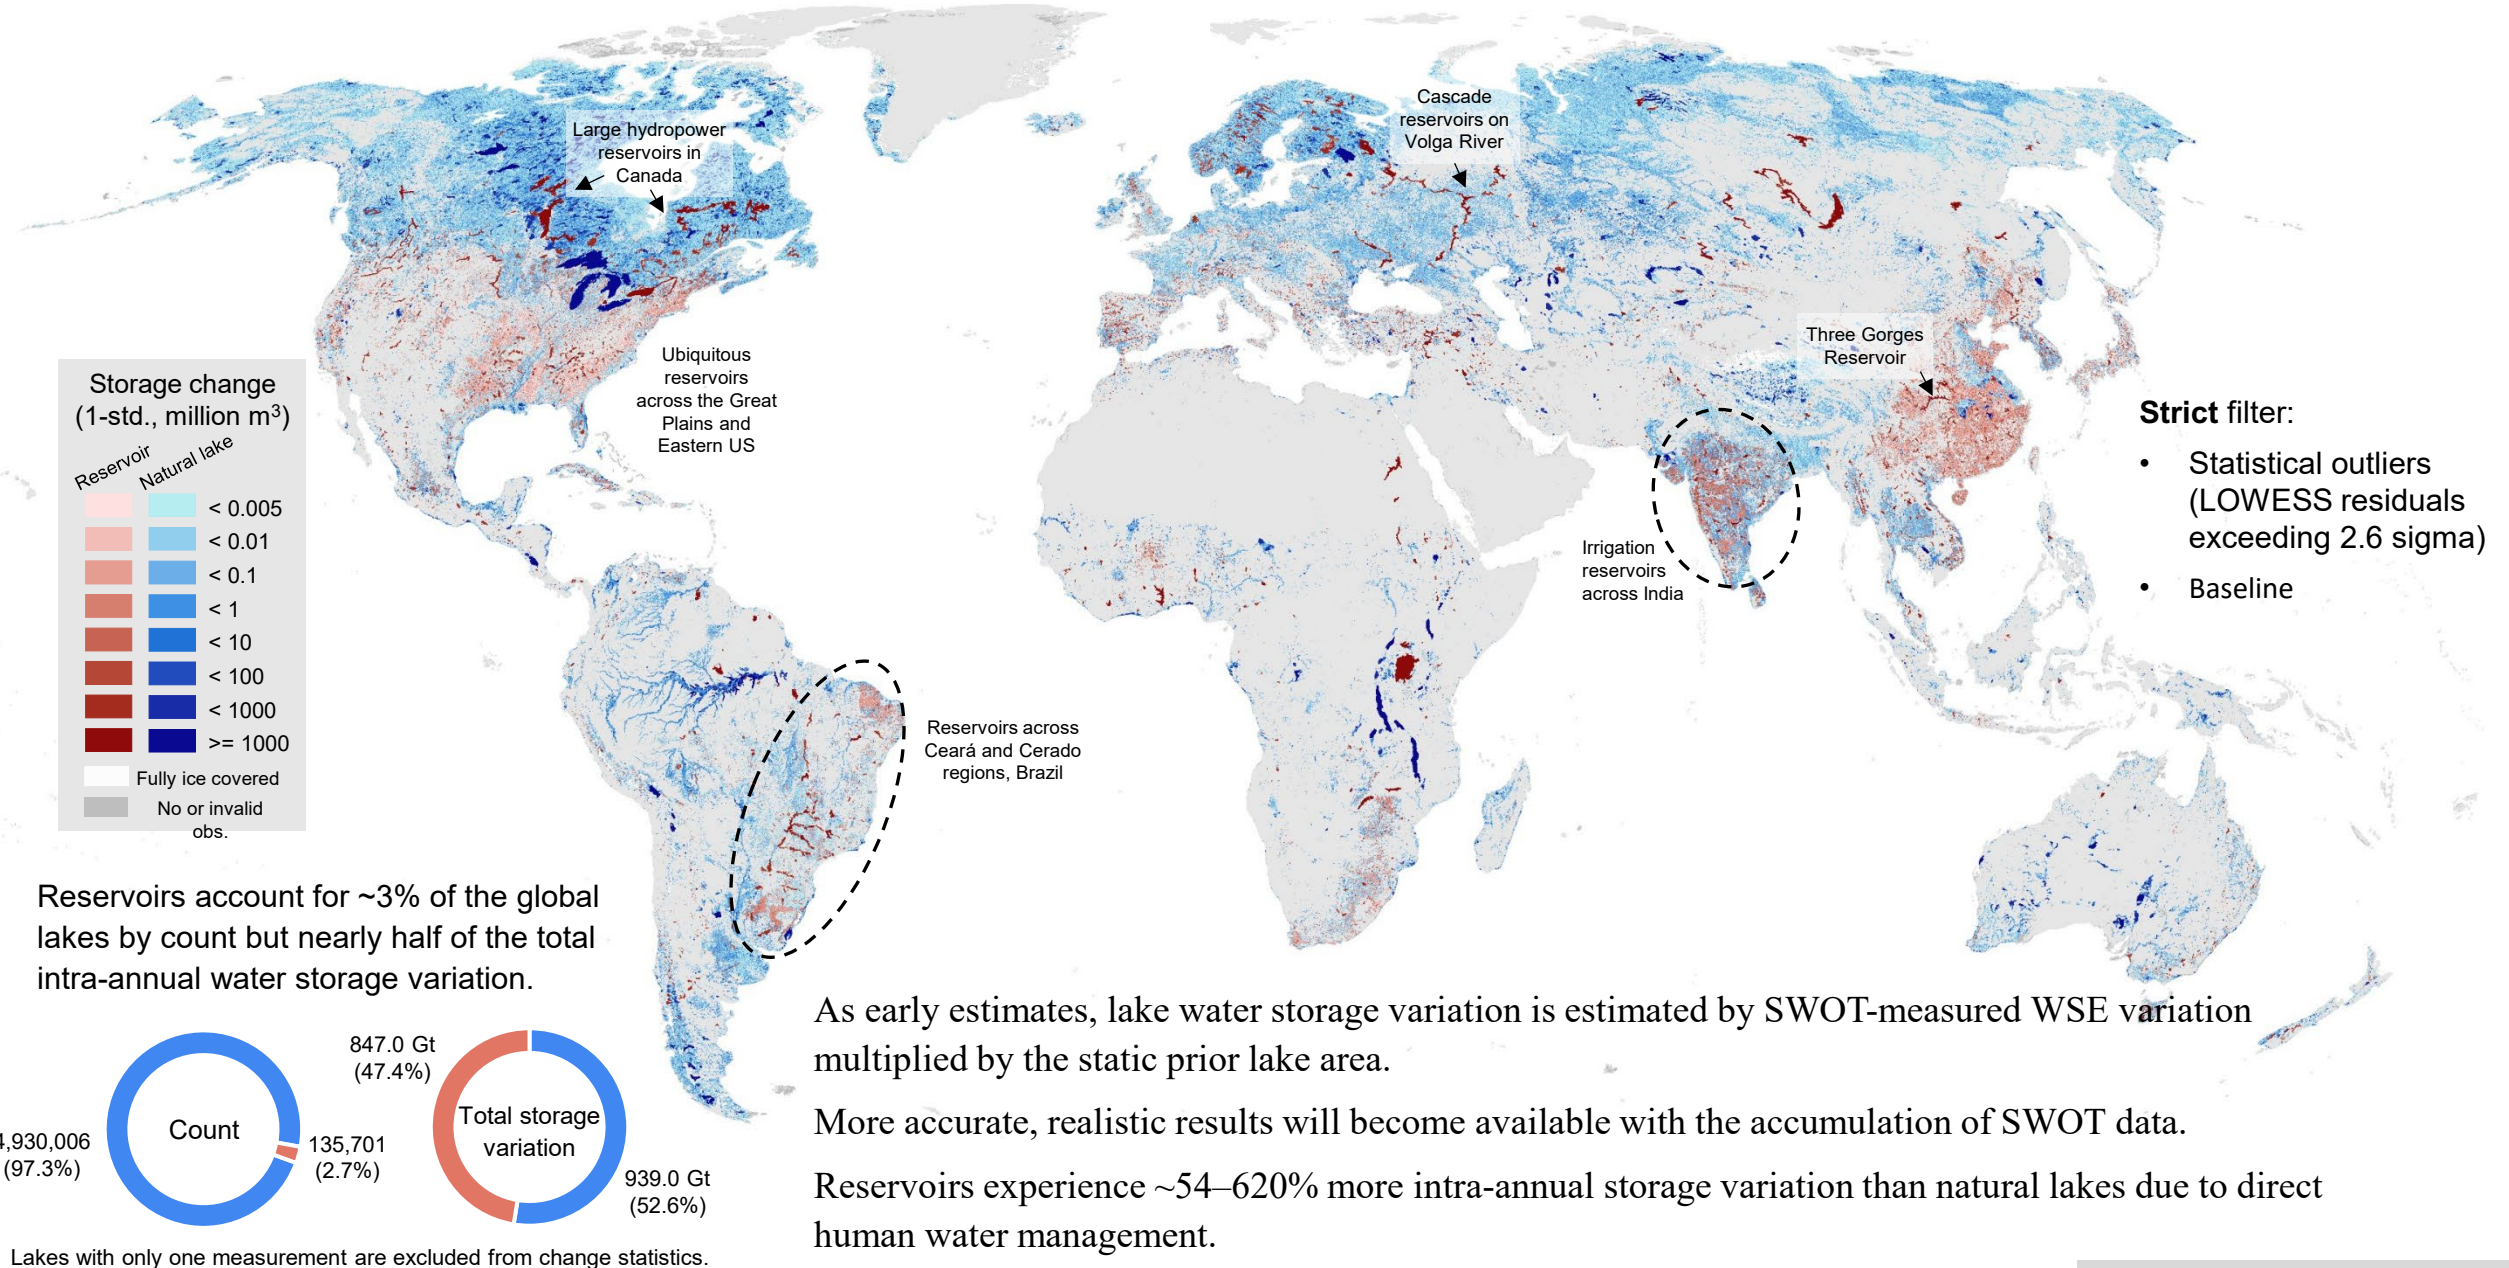 Large hydropower
reservoirs in
Canada
Cascade
reservoirs on
Volga River
Three Gorges
Reservoir
Ubiquitous
reservoirs
across the Great
Plains and
Eastern US
Irrigation
reservoirs
across India
Reservoirs across
Ceará and Cerado
regions, Brazil
Storage change
(1-std., million m³)
Reservoir
Natural lake
< 0.005
< 0.01
< 0.1
< 1
< 10
< 100
< 1000
>= 1000
Fully ice covered
No or invalid
obs.
Strict filter:
• Statistical outliers
(LOWESS residuals
exceeding 2.6 sigma)
• Baseline
Reservoirs account for ~3% of the global
lakes by count but nearly half of the total
intra-annual water storage variation.
Count
,930,006
(97.3%)
135,701
(2.7%)
Total storage
variation
847.0 Gt
(47.4%)
939.0 Gt
(52.6%)
Lakes with only one measurement are excluded from change statistics.
As early estimates, lake water storage variation is estimated by SWOT-measured WSE variation
multiplied by the static prior lake area.
More accurate, realistic results will become available with the accumulation of SWOT data.
Reservoirs experience ~54–620% more intra-annual storage variation than natural lakes due to direct
human water management.